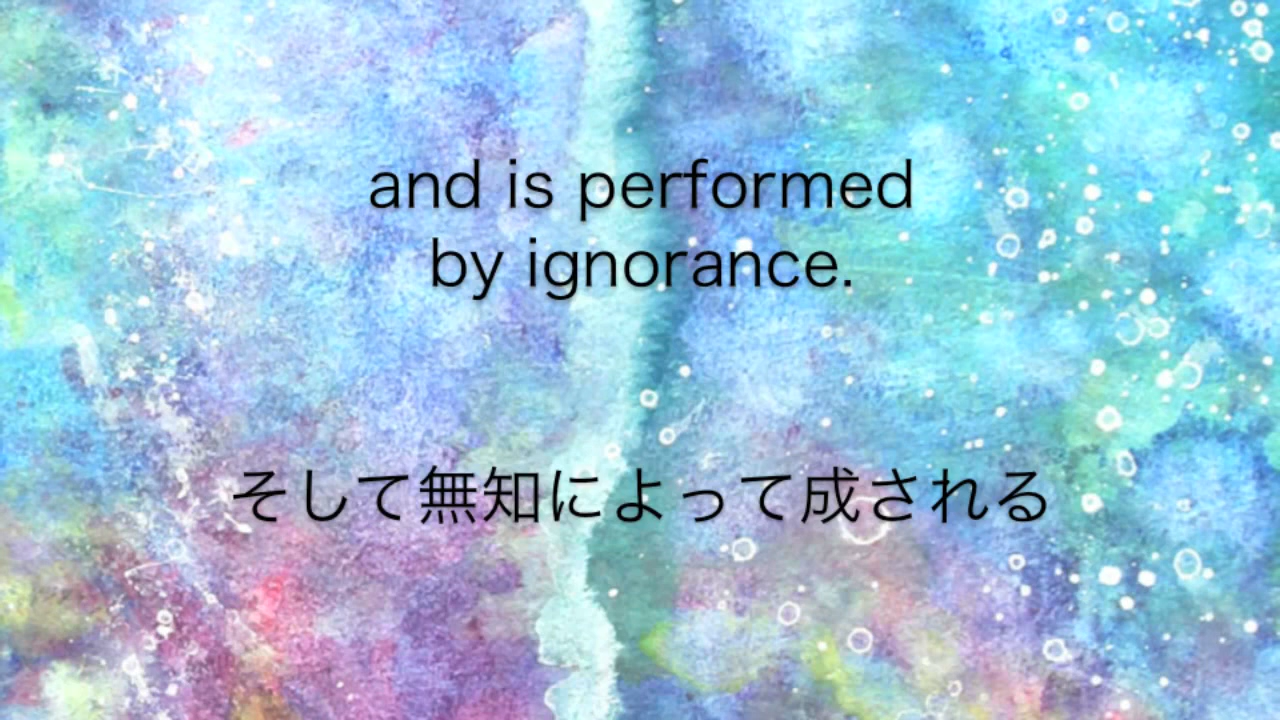 and is performed
by ignorance.
そして無知によって成される